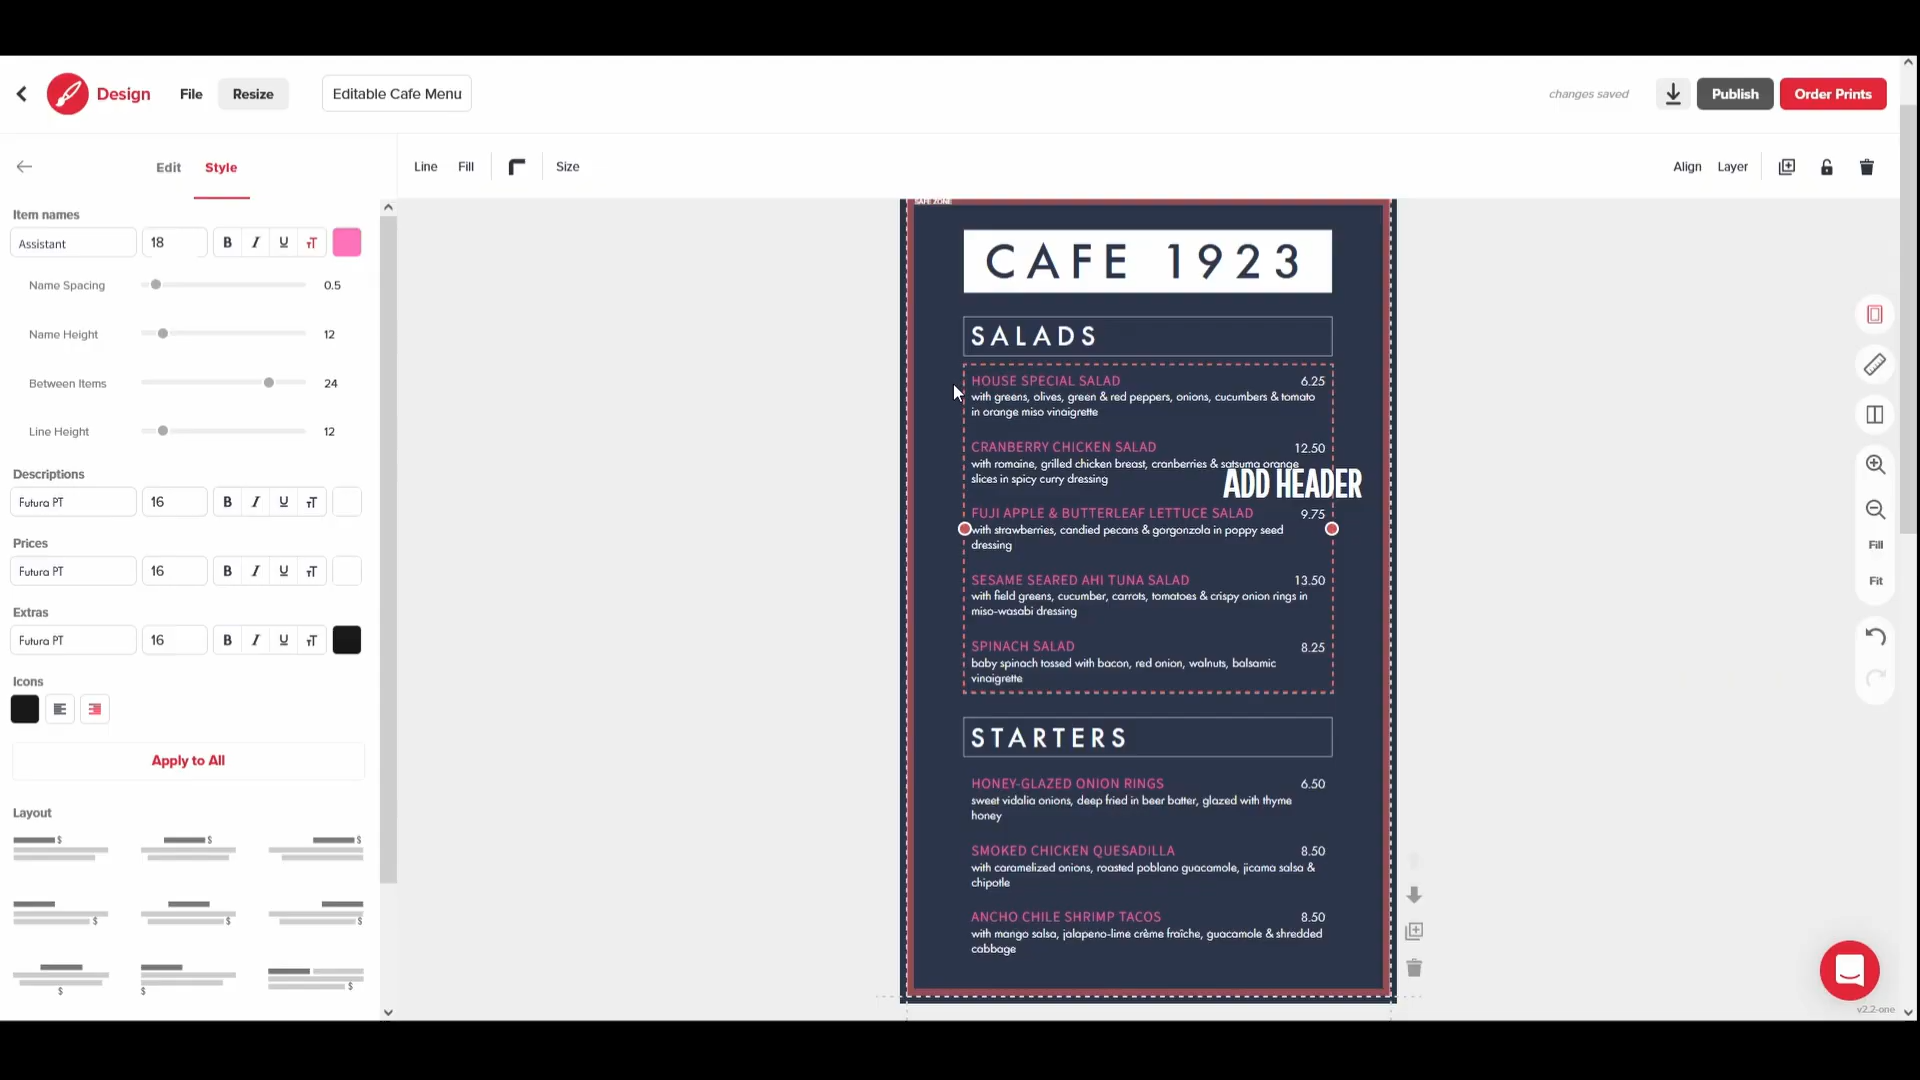 Design
File
Resize
Editable Cafe Menu
changes saved
Publish
Order Prints
Edit
Style
Line
Fill
Size
Align
Layer
Item names
Assistant
18
B
I
U
TT
Name Spacing
0.5
Name Height
12
Between Items
24
Line Height
12
Descriptions
Futura PT
16
B
I
U
TT
Prices
Futura PT
16
B
I
U
TT
Extras
Futura PT
16
B
I
U
TT
Icons
Apply to All
Layout
$
$
$
$
$
$
$
$
$
SAFE ZONE
CAFE 1923
SALADS
HOUSE SPECIAL SALAD 6.25
with greens, olives, green & red peppers, onions, cucumbers & tomato
in orange miso vinaigrette
CRANBERRY CHICKEN SALAD 12.50
with romaine, grilled chicken breast, cranberries & satsuma orange
slices in spicy curry dressing
ADD HEADER
FUJI APPLE & BUTTERLEAF LETTUCE SALAD 9.75
with strawberries, candied pecans & gorgonzola in poppy seed
dressing
SESAME SEARED AHI TUNA SALAD 13.50
with field greens, cucumber, carrots, tomatoes & crispy onion rings in
miso-wasabi dressing
SPINACH SALAD 8.25
baby spinach tossed with bacon, red onion, walnuts, balsamic
vinaigrette
STARTERS
HONEY-GLAZED ONION RINGS 6.50
sweet vidalia onions, deep fried in beer batter, glazed with thyme
honey
SMOKED CHICKEN QUESADILLA 8.50
with caramelized onions, roasted poblano guacamole, jicama salsa &
chipotle
ANCHO CHILE SHRIMP TACOS 8.50
with mango salsa, jalapeno-lime crème fraîche, guacamole & shredded
cabbage
Fill
Fit
v2.2-one